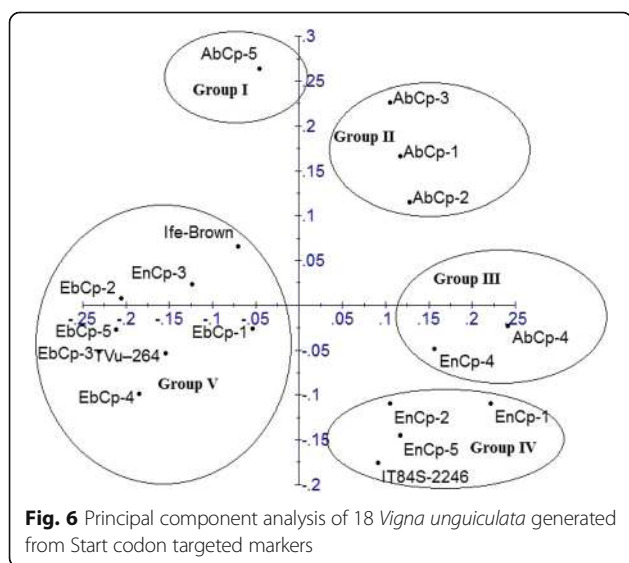 .3
AbCp-5
.25
Group I
AbCp-3
.2
Group II
AbCp-1
.15
AbCp-2
.1
Ife-Brown
.05
EnCp-3
EbCp-2
Group III
-.25 -.2 -.15 -.1 -.05 .05 .1 .15 .2 .25
EbCp-5
EbCp-1
AbCp-4
EbCp-3
TVu–264
-.05
EnCp-4
Group V
EbCp-4
-.1
EnCp-2
EnCp-1
-.15
EnCp-5
Group IV
IT84S-2246
-.2
Fig. 6 Principal component analysis of 18 Vigna unguiculata generated
from Start codon targeted markers